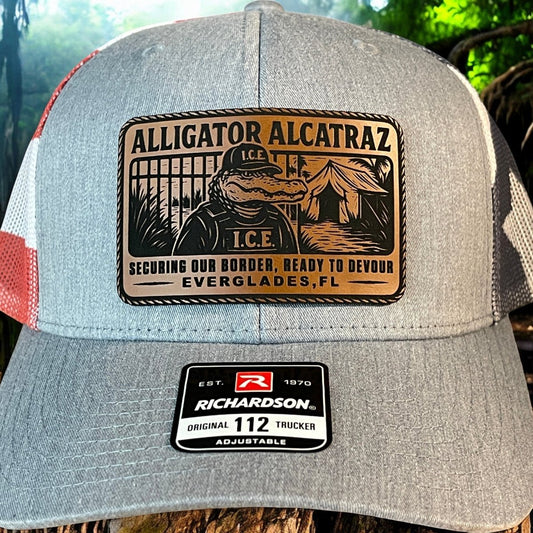 ALLIGATOR ALCATRAZ
I.C.E.
I.C.E.
SECURING OUR BORDER, READY TO DEVOUR
EVERGLADES, FL
EST. R 1970
RICHARDSON®
ORIGINAL 112 TRUCKER
ADJUSTABLE